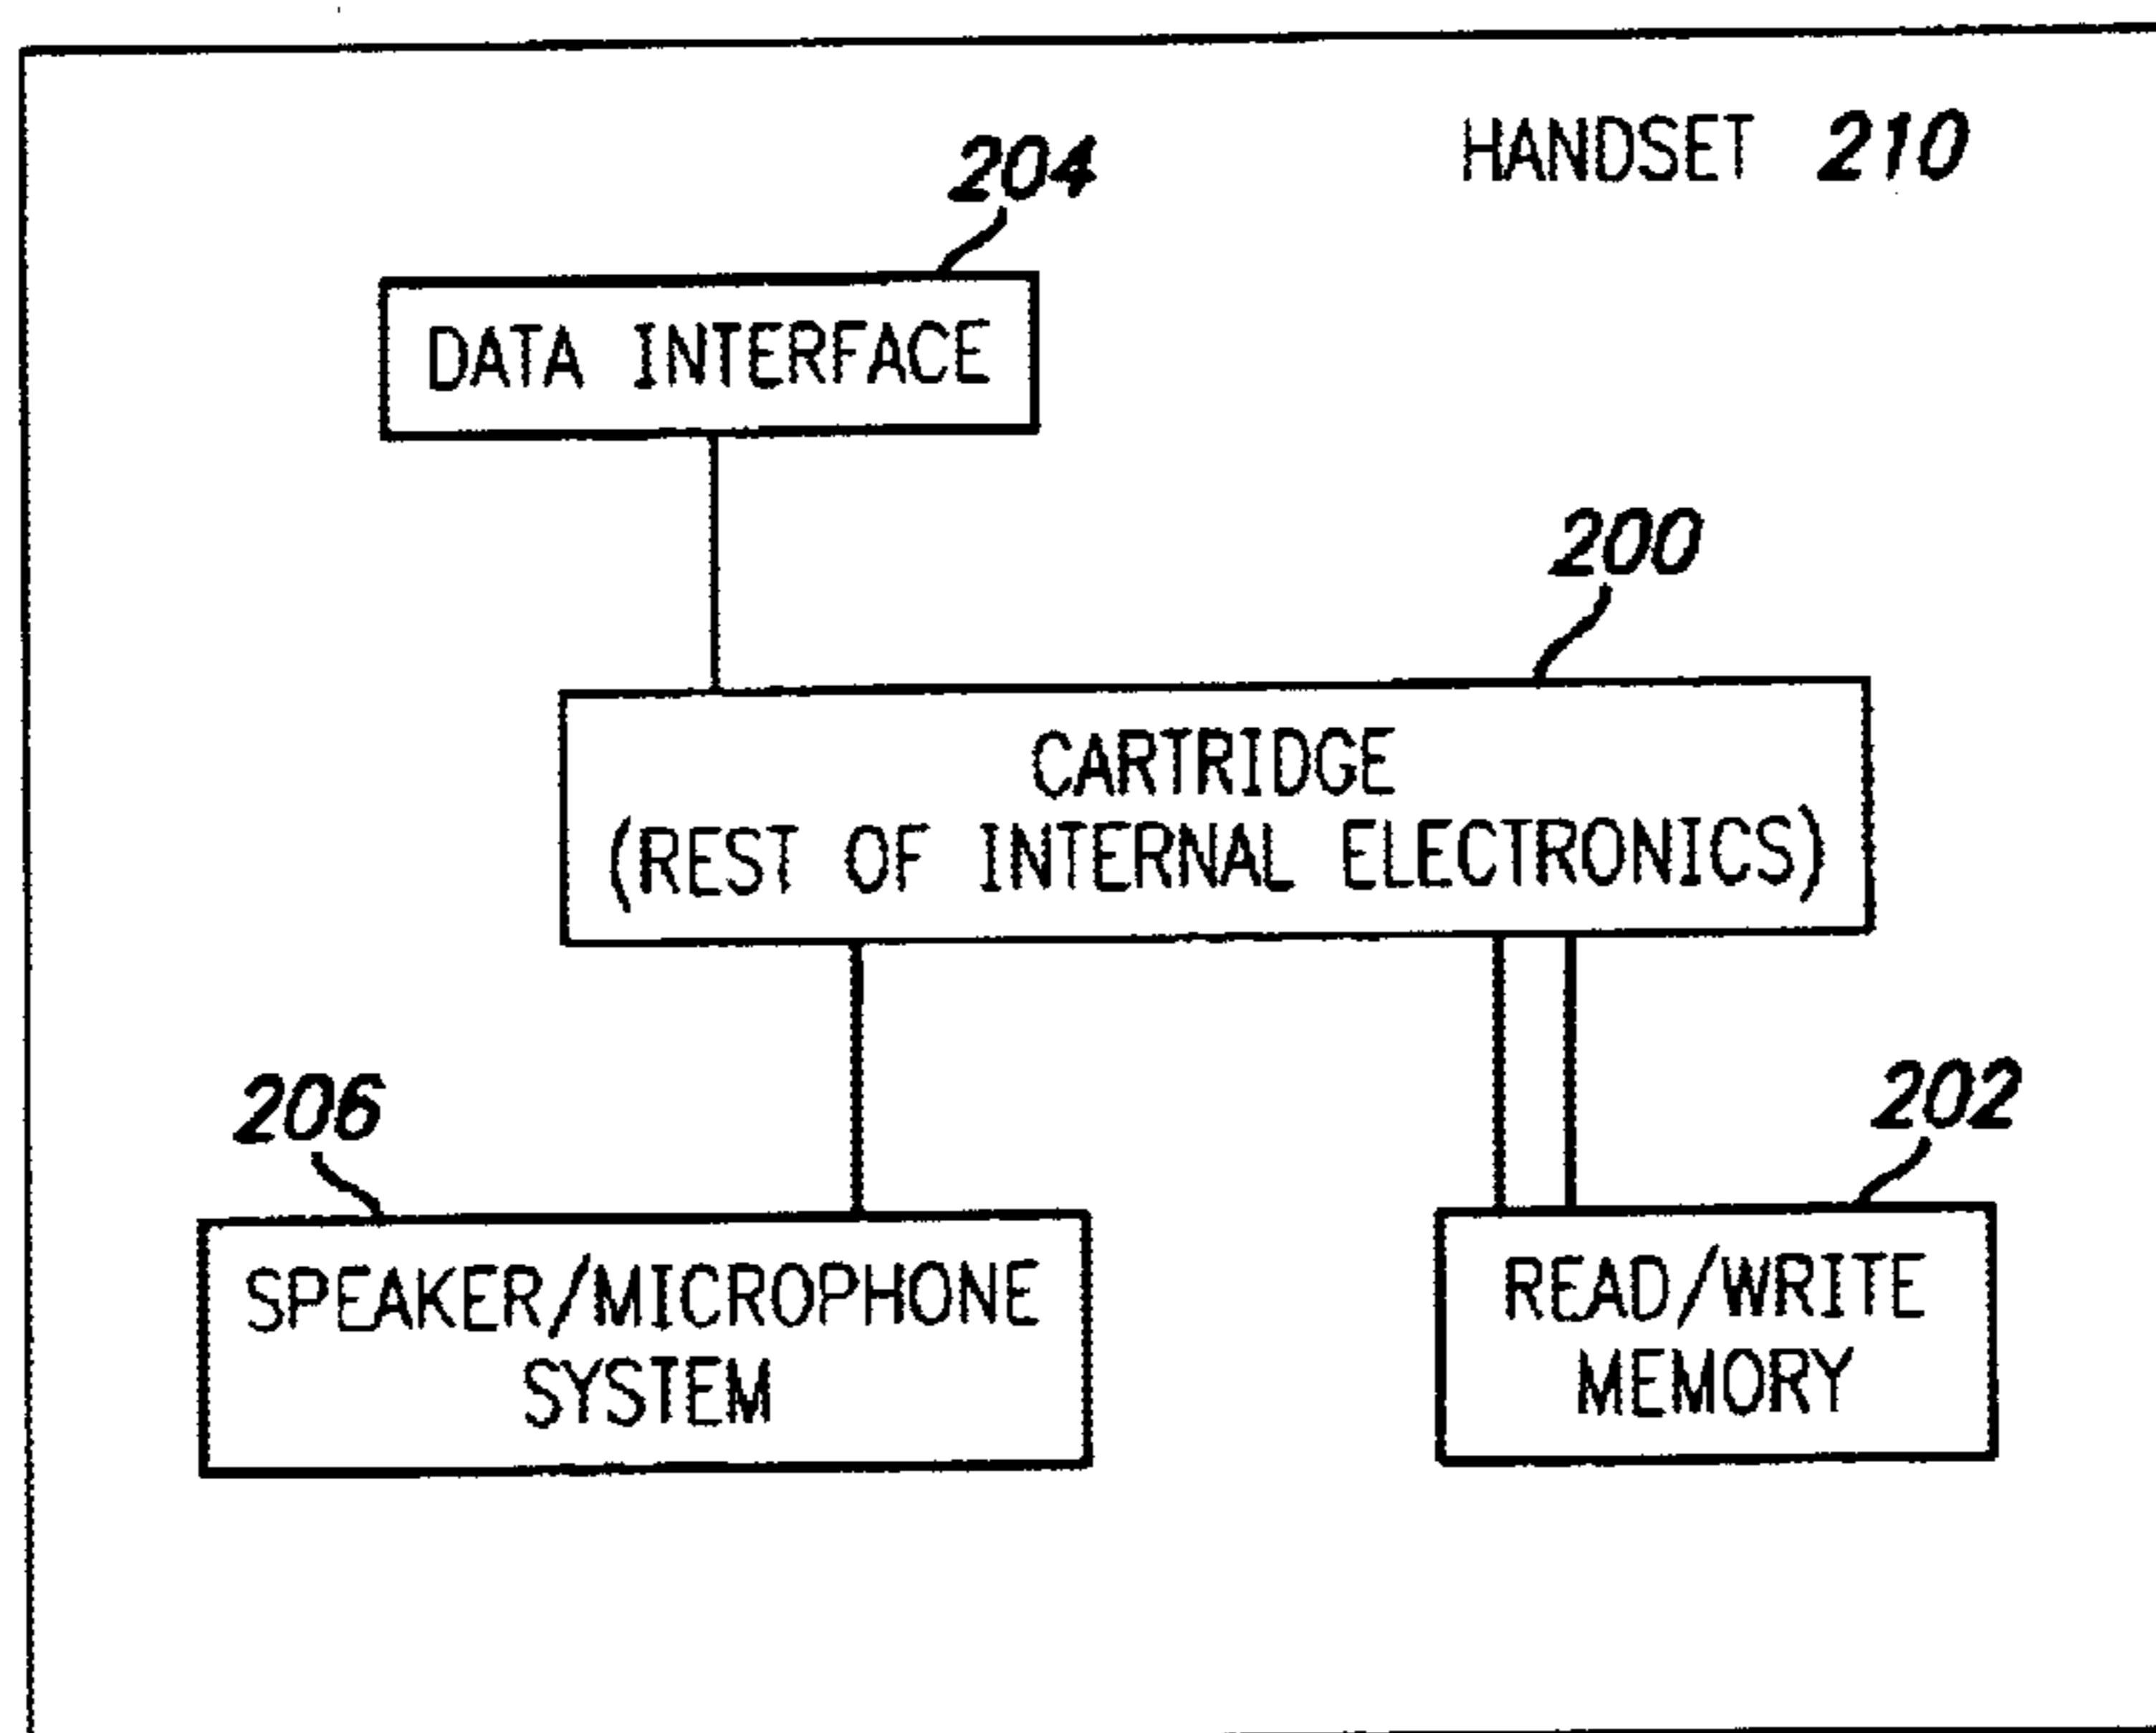 HANDSET 210
204
DATA INTERFACE
200
CARTRIDGE
(REST OF INTERNAL ELECTRONICS)
206
SPEAKER/MICROPHONE
SYSTEM
202
READ/WRITE
MEMORY